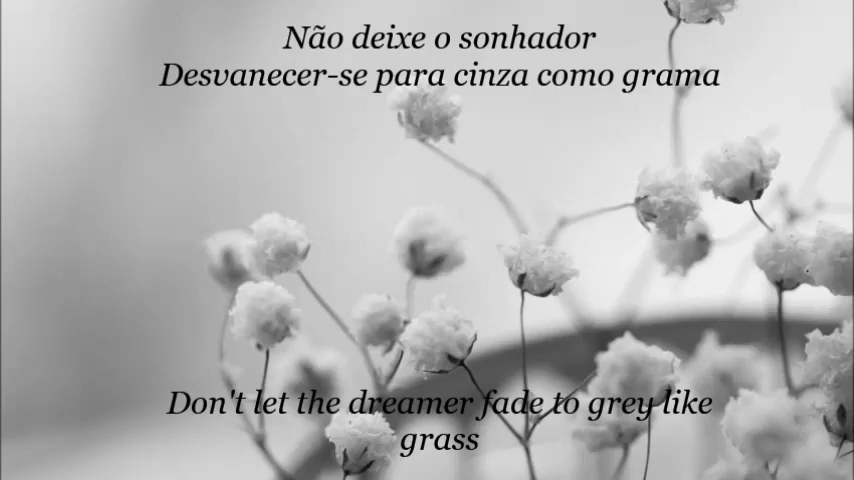 Não deixe o sonhador
Desvanecer-se para cinza como grama
Don't let the dreamer fade to grey like
grass